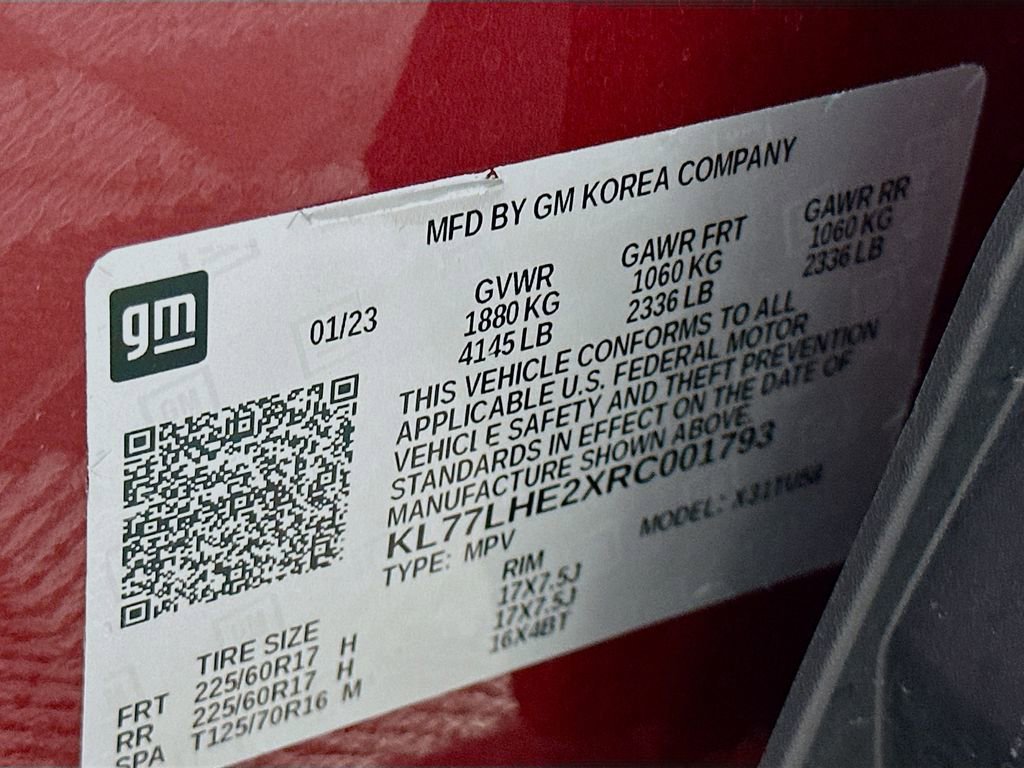 MFD BY GM KOREA COMPANY
gm
01/23
GVWR GAWR FRT GAWR RR
1880 KG 1060 KG 1060 KG
4145 LB 2336 LB 2336 LB
THIS VEHICLE CONFORMS TO ALL
APPLICABLE U.S. FEDERAL MOTOR
VEHICLE SAFETY AND THEFT PREVENTION
STANDARDS IN EFFECT ON THE DATE OF
MANUFACTURE SHOWN ABOVE.
KL77LHE2XRC001793
TYPE: MPV MODEL:
TIRE SIZE RIM
FRT 225/60R17 H 17X7.5J
RR 225/60R17 H 17X7.5J
SPA T125/70R16 M 16X4BT